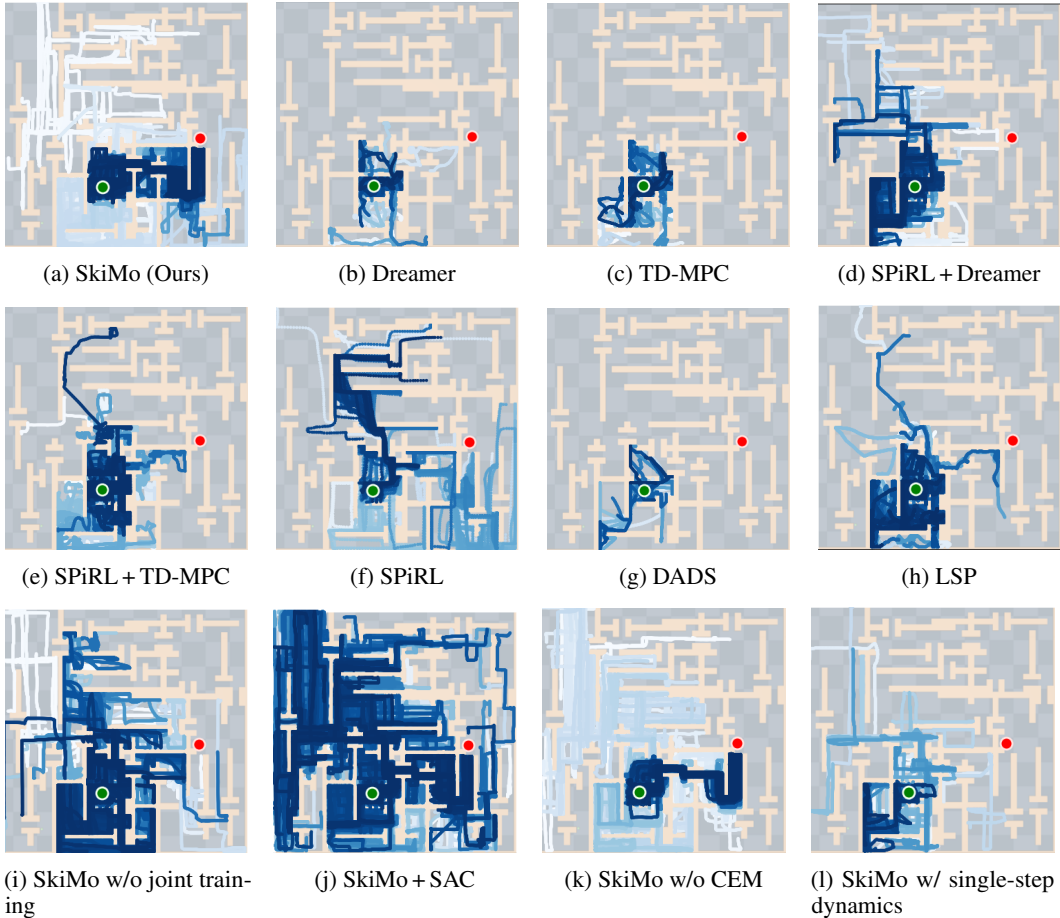 (a) SkiMo (Ours)
(b) Dreamer
(c) TD-MPC
(d) SPiRL + Dreamer
(e) SPiRL + TD-MPC
(f) SPiRL
(g) DADS
(h) LSP
(i) SkiMo w/o joint train-
ing
(j) SkiMo + SAC
(k) SkiMo w/o CEM
(l) SkiMo w/ single-step
dynamics